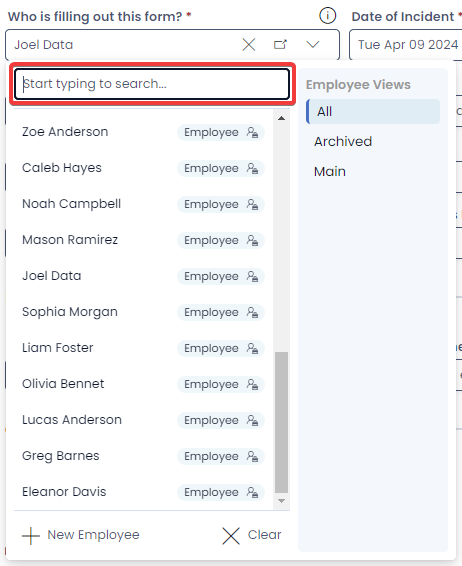 Who is filling out this form? *
Date of Incident *
Joel Data
Tue Apr 09 2024
Start typing to search...
Employee Views
All
Archived
Main
Zoe Anderson Employee
Caleb Hayes Employee
Noah Campbell Employee
Mason Ramirez Employee
Joel Data Employee
Sophia Morgan Employee
Liam Foster Employee
Olivia Bennet Employee
Lucas Anderson Employee
Greg Barnes Employee
Eleanor Davis Employee
New Employee
Clear